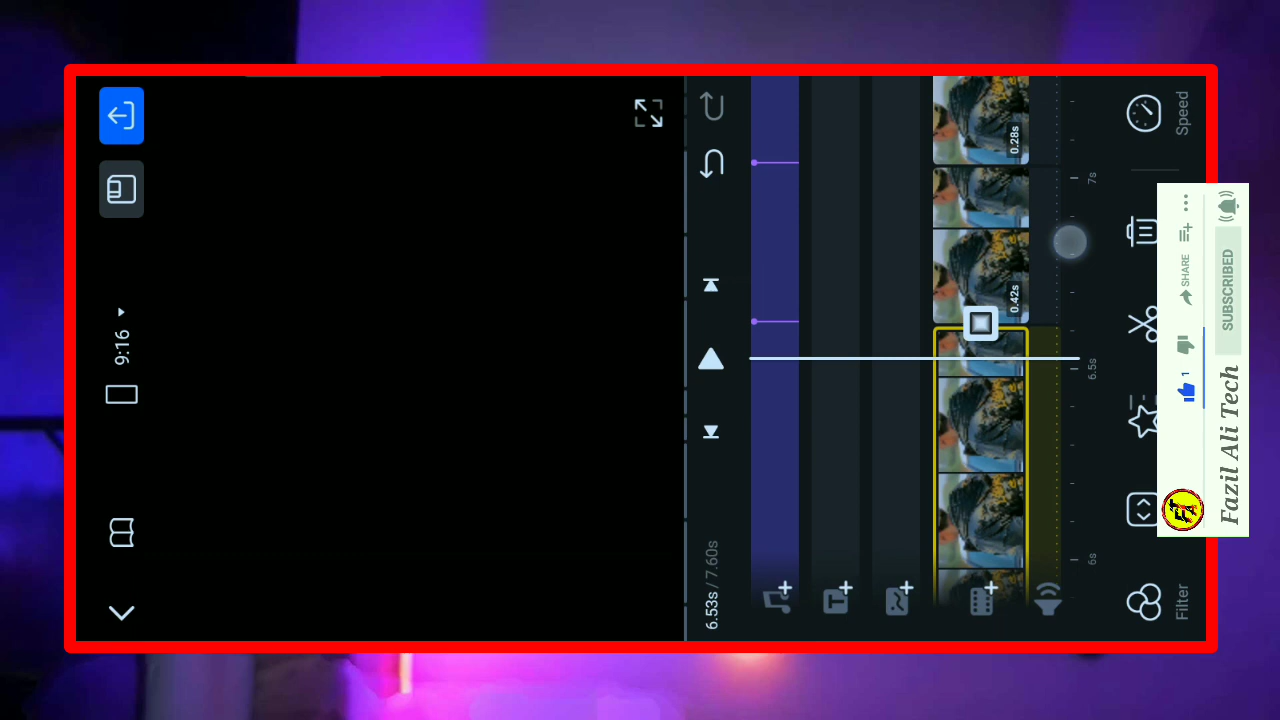 9:16
6.53s / 7.60s
0.28s
0.42s
7s
6.5s
6s
Speed
Filter
1
SHARE
SUBSCRIBED
Fazil Ali Tech